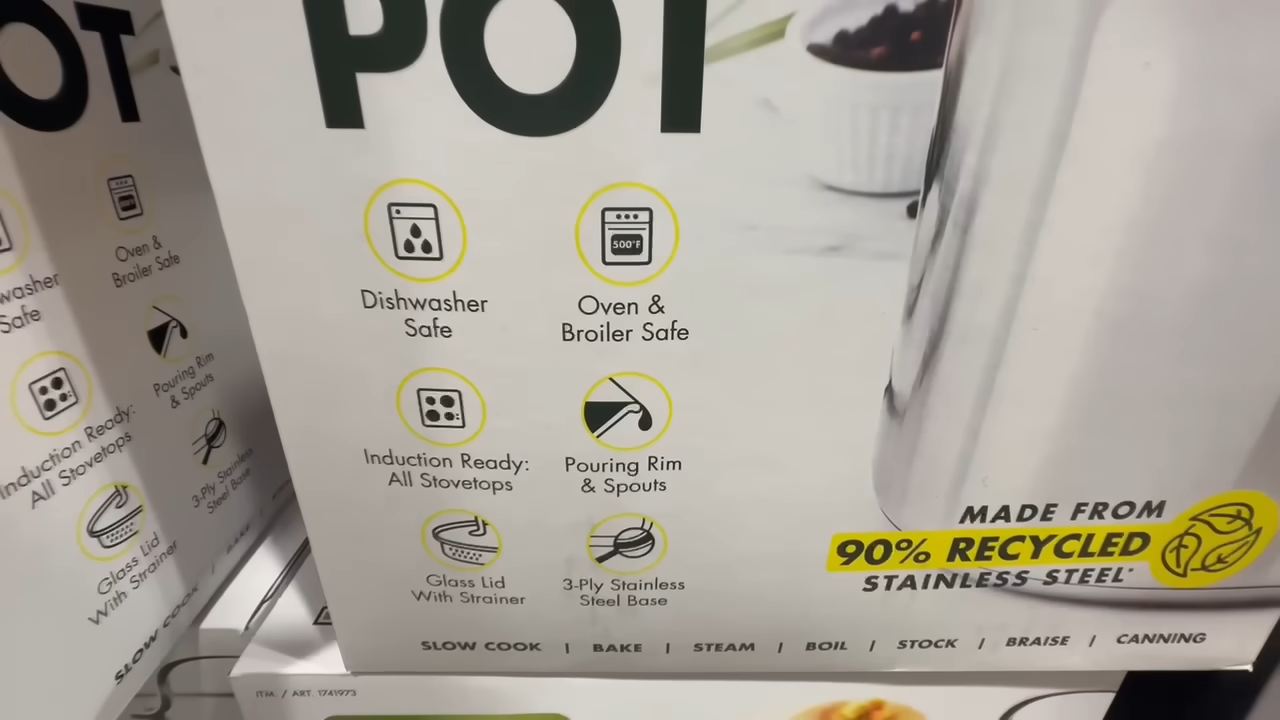 POT
500°F
Dishwasher
Safe
Oven &
Broiler Safe
Induction Ready:
All Stovetops
Pouring Rim
& Spouts
Glass Lid
With Strainer
3-Ply Stainless
Steel Base
MADE FROM
90% RECYCLED
STAINLESS STEEL*
SLOW COOK | BAKE | STEAM | BOIL | STOCK | BRAISE | CANNING
ITM. / ART. 1741973
OT
Oven &
Broiler Safe
washer
Safe
Pouring Rim
& Spouts
Induction Ready:
All Stovetops
3-Ply Stainless
Steel Base
Glass Lid
With Strainer
SLOW COOK | BAKE |